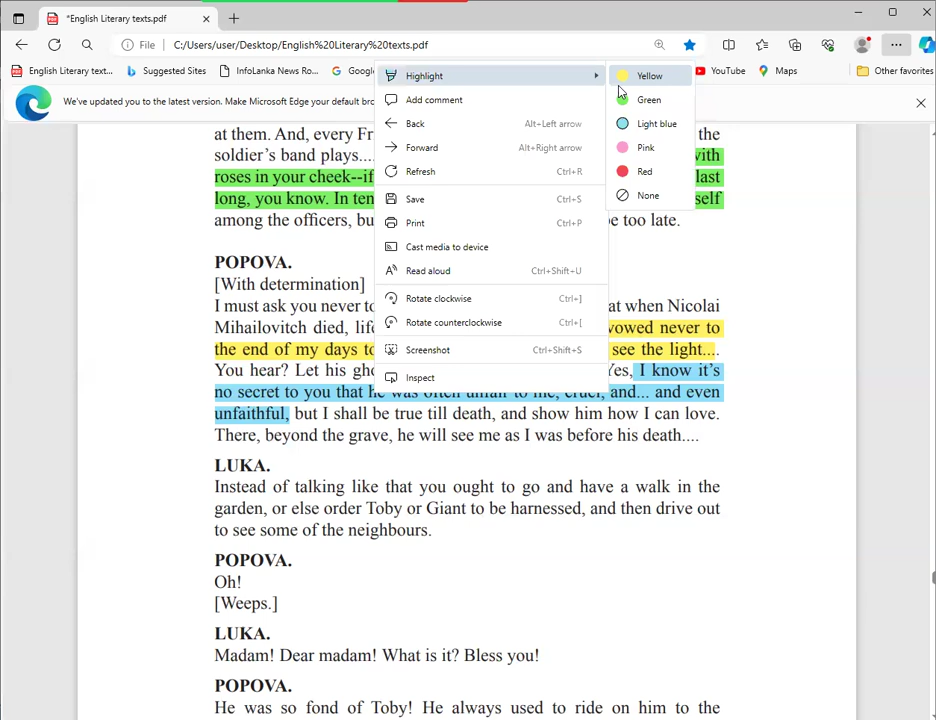 *English Literary texts.pdf
File C:/Users/user/Desktop/English%20Literary%20texts.pdf
English Literary text... Suggested Sites InfoLanka News Ro... Google YouTube Maps Other favorites
We've updated you to the latest version. Make Microsoft Edge your default bro
Highlight
Add comment
Back Alt+Left arrow
Forward Alt+Right arrow
Refresh Ctrl+R
Save Ctrl+S
Print Ctrl+P
Cast media to device
Read aloud Ctrl+Shift+U
Rotate clockwise Ctrl+]
Rotate counterclockwise Ctrl+[
Screenshot Ctrl+Shift+S
Inspect
Yellow
Green
Light blue
Pink
Red
None
at them. And, every Fr the
soldier's band plays.... with
roses in your cheek--if last
long, you know. In ten self
among the officers, bu be too late.
POPOVA.
[With determination]
I must ask you never to at when Nicolai
Mihailovitch died, life vowed never to
the end of my days to see the light....
You hear? Let his gho Yes, I know it's
no secret to you that he was often unfair to me, cruel, and... and even
unfaithful, but I shall be true till death, and show him how I can love.
There, beyond the grave, he will see me as I was before his death....
LUKA.
Instead of talking like that you ought to go and have a walk in the
garden, or else order Toby or Giant to be harnessed, and then drive out
to see some of the neighbours.
POPOVA.
Oh!
[Weeps.]
LUKA.
Madam! Dear madam! What is it? Bless you!
POPOVA.
He was so fond of Toby! He always used to ride on him to the